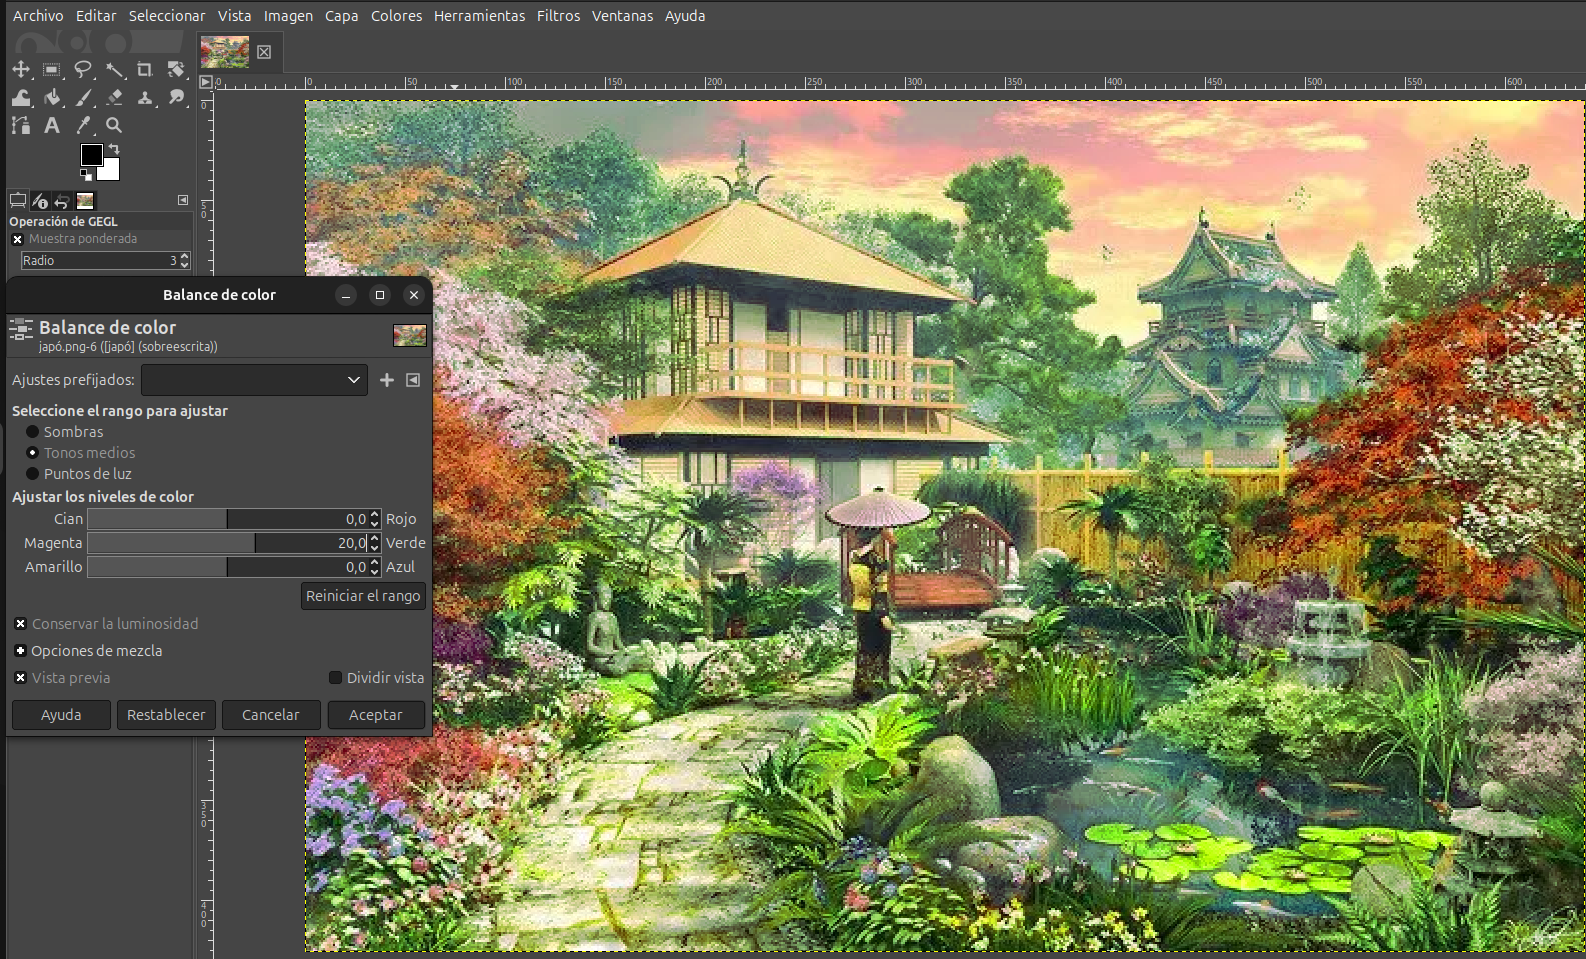 Archivo Editar Seleccionar Vista Imagen Capa Colores Herramientas Filtros Ventanas Ayuda
0 50 100 150 200 250 300 350 400 450 500 550 600
0
50
350
400
Operación de GEGL
Muestra ponderada
Radio 3
Balance de color
Balance de color
japó.png-6 ([japó] (sobreescrita))
Ajustes prefijados:
Seleccione el rango para ajustar
Sombras
Tonos medios
Puntos de luz
Ajustar los niveles de color
Cian 0,0 Rojo
Magenta 20,0 Verde
Amarillo 0,0 Azul
Reiniciar el rango
Conservar la luminosidad
Opciones de mezcla
Vista previa Dividir vista
Ayuda Restablecer Cancelar Aceptar